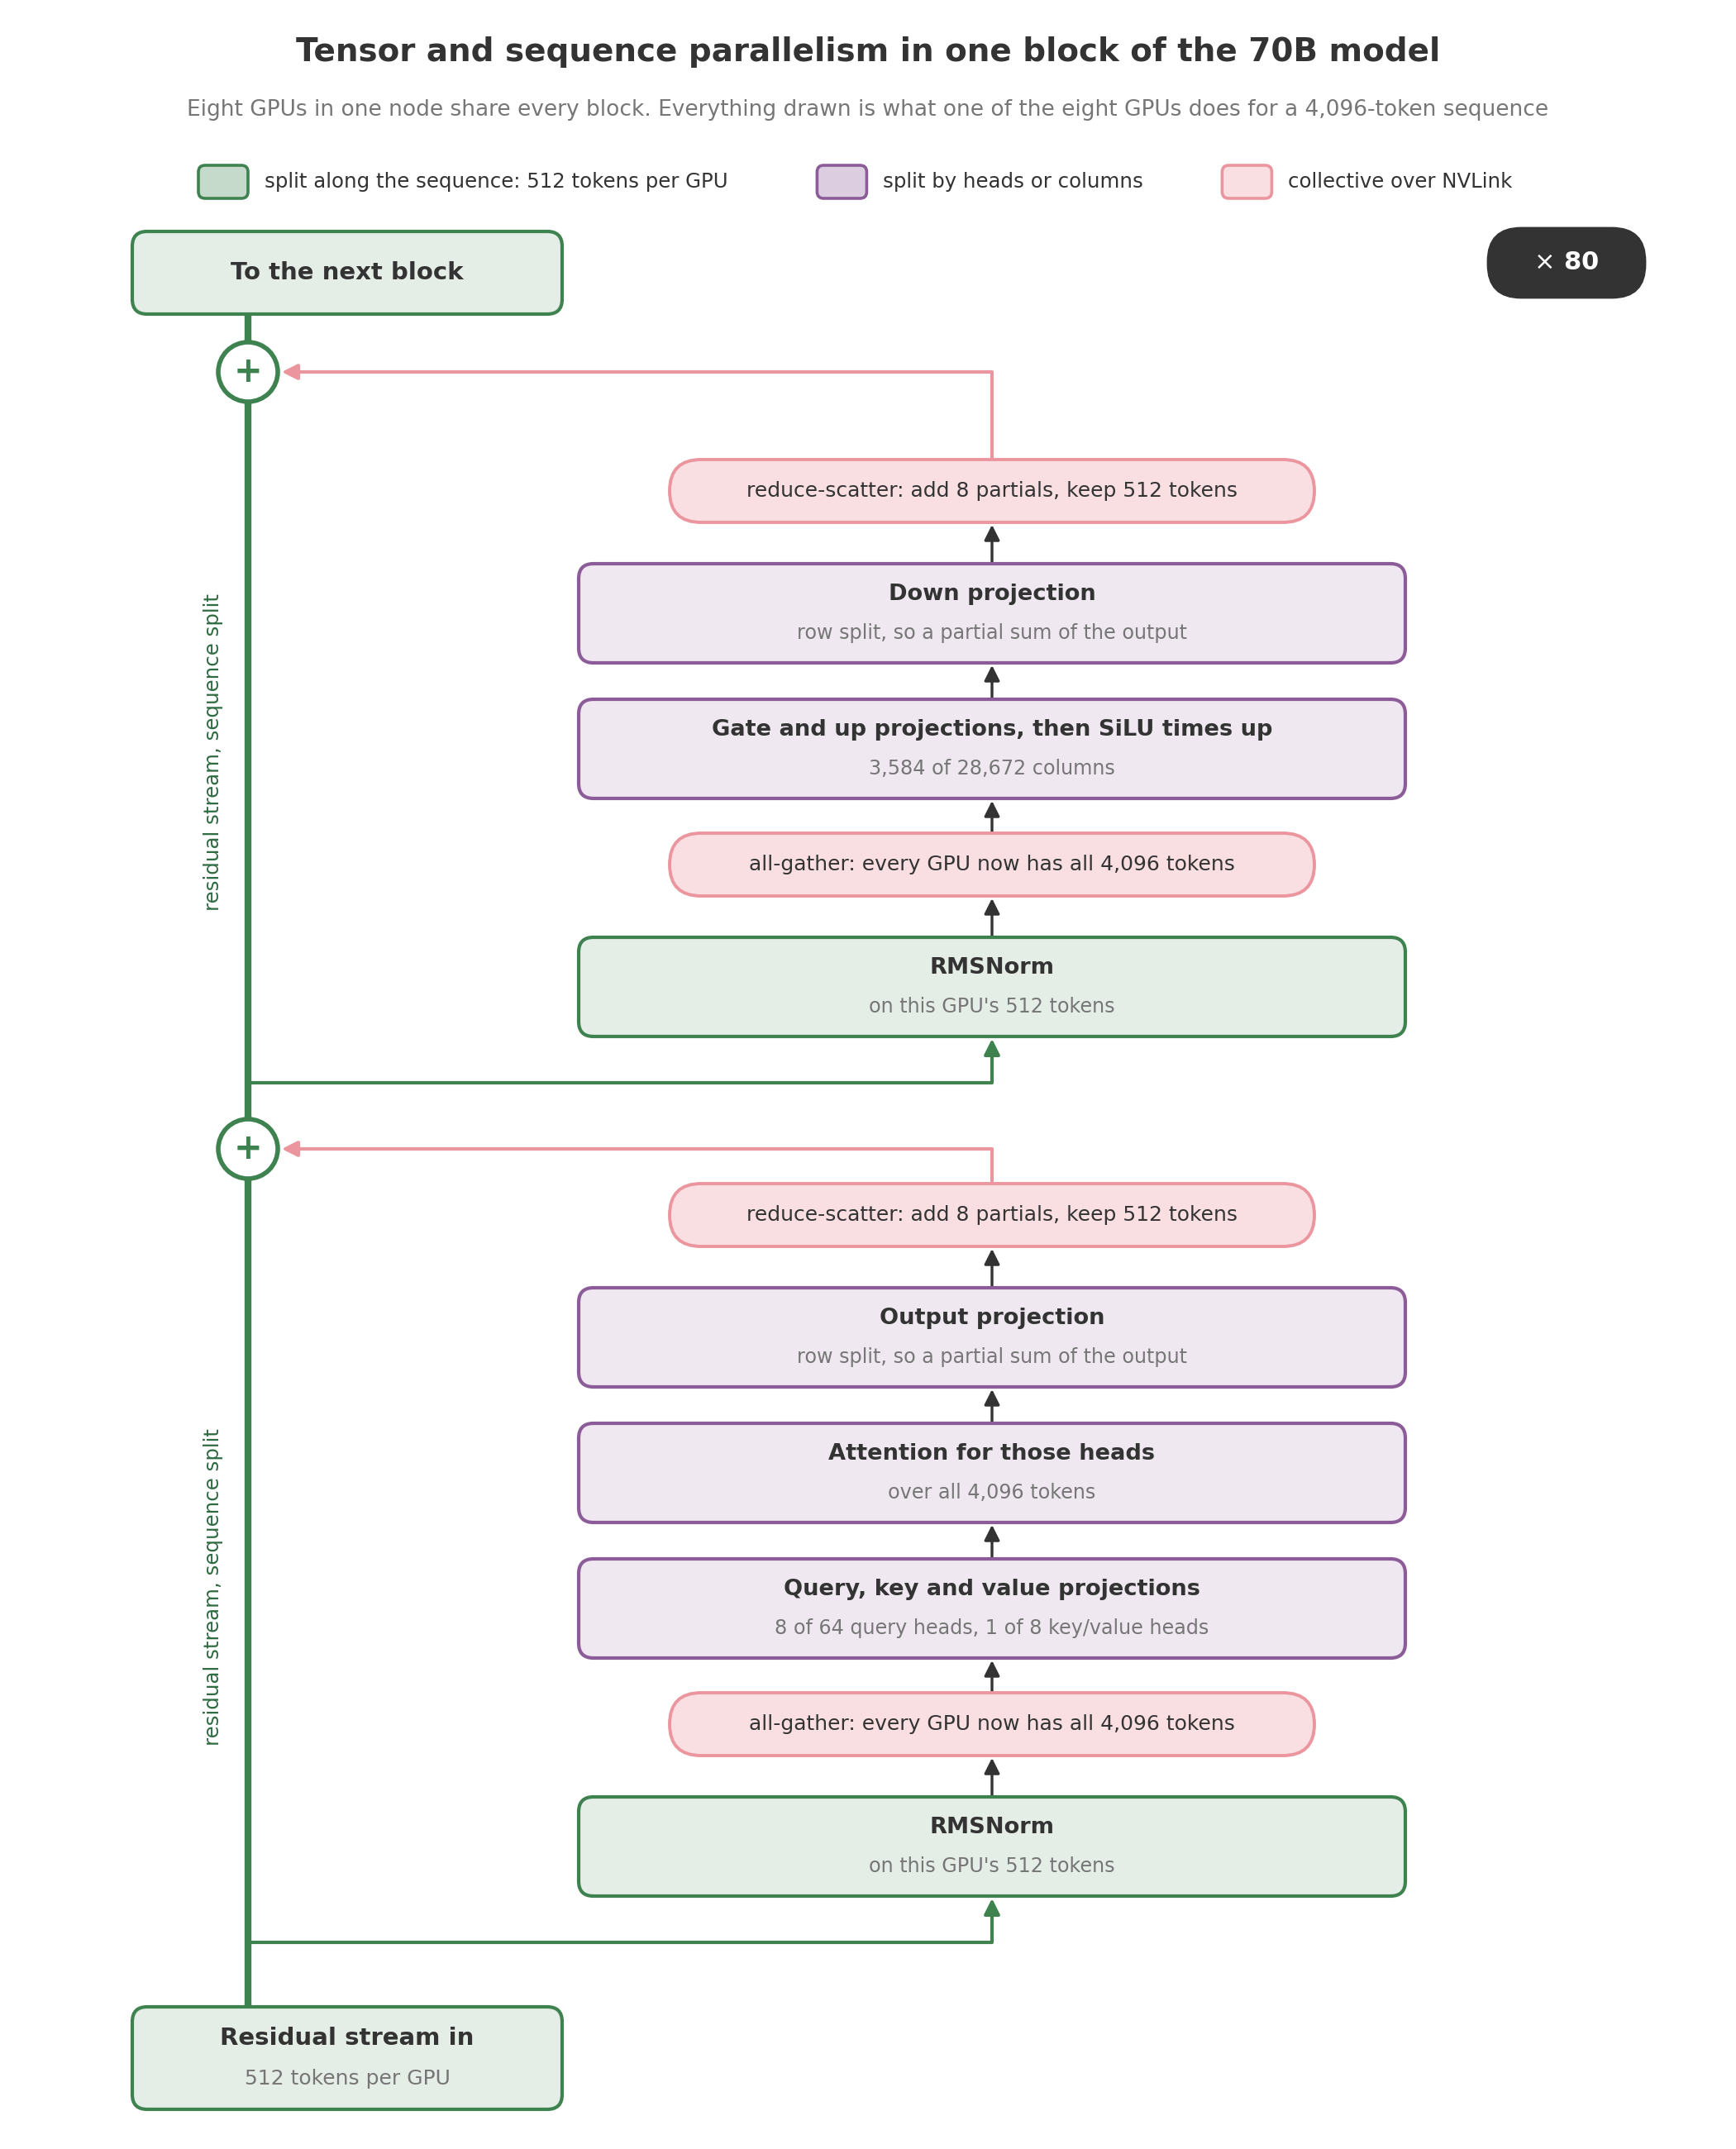 Tensor and sequence parallelism in one block of the 70B model
Eight GPUs in one node share every block. Everything drawn is what one of the eight GPUs does for a 4,096-token sequence
split along the sequence: 512 tokens per GPU
split by heads or columns
collective over NVLink
To the next block
× 80
+
reduce-scatter: add 8 partials, keep 512 tokens
Down projection
row split, so a partial sum of the output
residual stream, sequence split
Gate and up projections, then SiLU times up
3,584 of 28,672 columns
all-gather: every GPU now has all 4,096 tokens
RMSNorm
on this GPU's 512 tokens
+
reduce-scatter: add 8 partials, keep 512 tokens
Output projection
row split, so a partial sum of the output
residual stream, sequence split
Attention for those heads
over all 4,096 tokens
Query, key and value projections
8 of 64 query heads, 1 of 8 key/value heads
all-gather: every GPU now has all 4,096 tokens
RMSNorm
on this GPU's 512 tokens
Residual stream in
512 tokens per GPU